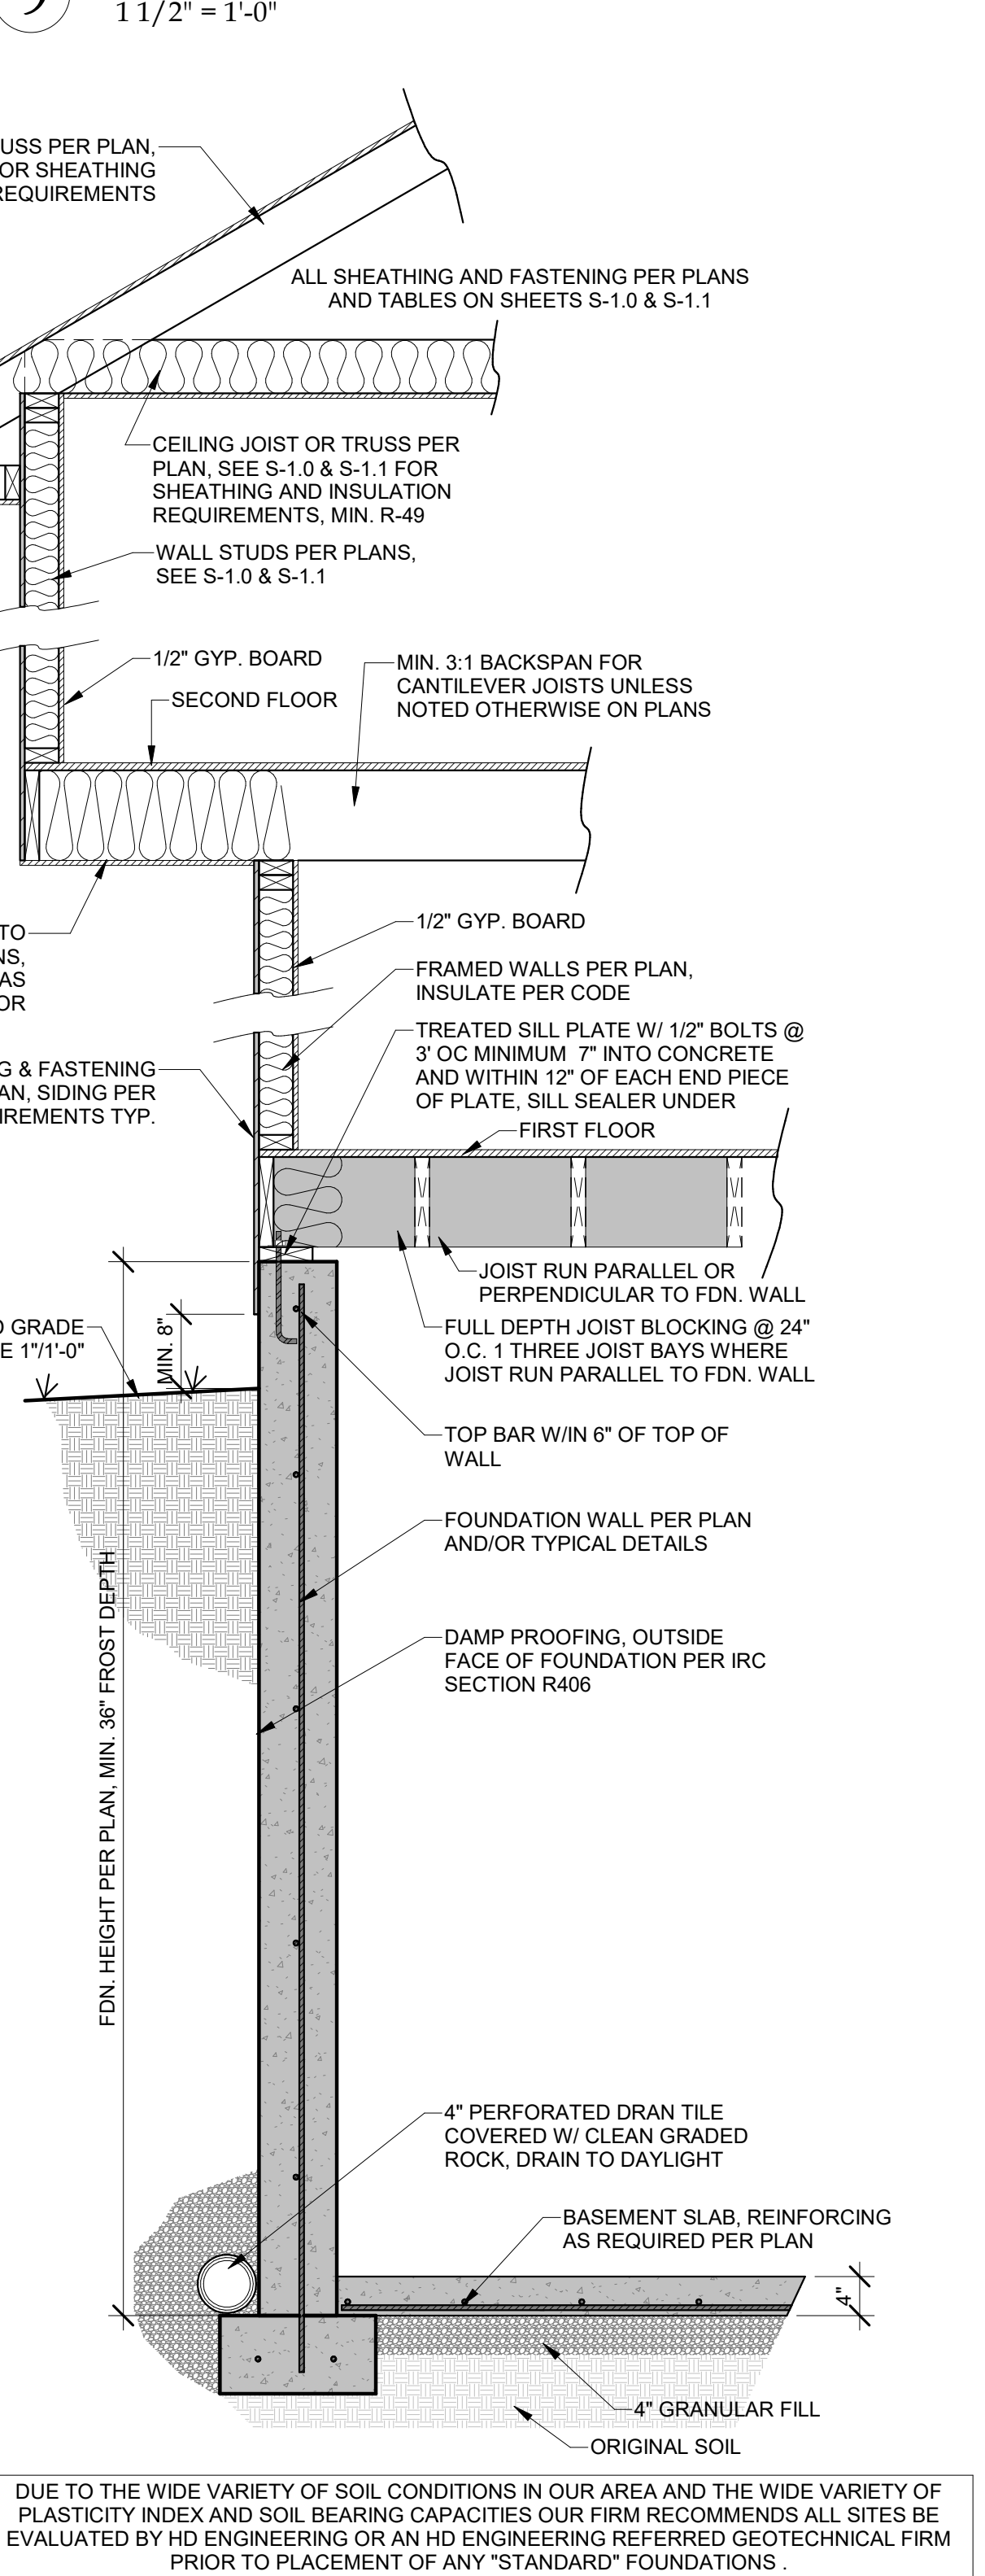 1 1/2" = 1'-0"
USS PER PLAN,
OR SHEATHING
REQUIREMENTS
ALL SHEATHING AND FASTENING PER PLANS
AND TABLES ON SHEETS S-1.0 & S-1.1
CEILING JOIST OR TRUSS PER
PLAN, SEE S-1.0 & S-1.1 FOR
SHEATHING AND INSULATION
REQUIREMENTS, MIN. R-49
WALL STUDS PER PLANS,
SEE S-1.0 & S-1.1
1/2" GYP. BOARD
SECOND FLOOR
MIN. 3:1 BACKSPAN FOR
CANTILEVER JOISTS UNLESS
NOTED OTHERWISE ON PLANS
TO
NS,
AS
OR
1/2" GYP. BOARD
FRAMED WALLS PER PLAN,
INSULATE PER CODE
TREATED SILL PLATE W/ 1/2" BOLTS @
3' OC MINIMUM 7" INTO CONCRETE
AND WITHIN 12" OF EACH END PIECE
OF PLATE, SILL SEALER UNDER
G & FASTENING
AN, SIDING PER
UIREMENTS TYP.
FIRST FLOOR
JOIST RUN PARALLEL OR
PERPENDICULAR TO FDN. WALL
D GRADE
E 1"/1'-0"
MIN. 8"
FULL DEPTH JOIST BLOCKING @ 24"
O.C. 1 THREE JOIST BAYS WHERE
JOIST RUN PARALLEL TO FDN. WALL
TOP BAR W/IN 6" OF TOP OF
WALL
FOUNDATION WALL PER PLAN
AND/OR TYPICAL DETAILS
DAMP PROOFING, OUTSIDE
FACE OF FOUNDATION PER IRC
SECTION R406
FDN. HEIGHT PER PLAN, MIN. 36" FROST DEPTH
4" PERFORATED DRAN TILE
COVERED W/ CLEAN GRADED
ROCK, DRAIN TO DAYLIGHT
BASEMENT SLAB, REINFORCING
AS REQUIRED PER PLAN
4"
4" GRANULAR FILL
ORIGINAL SOIL
DUE TO THE WIDE VARIETY OF SOIL CONDITIONS IN OUR AREA AND THE WIDE VARIETY OF
PLASTICITY INDEX AND SOIL BEARING CAPACITIES OUR FIRM RECOMMENDS ALL SITES BE
EVALUATED BY HD ENGINEERING OR AN HD ENGINEERING REFERRED GEOTECHNICAL FIRM
PRIOR TO PLACEMENT OF ANY "STANDARD" FOUNDATIONS .